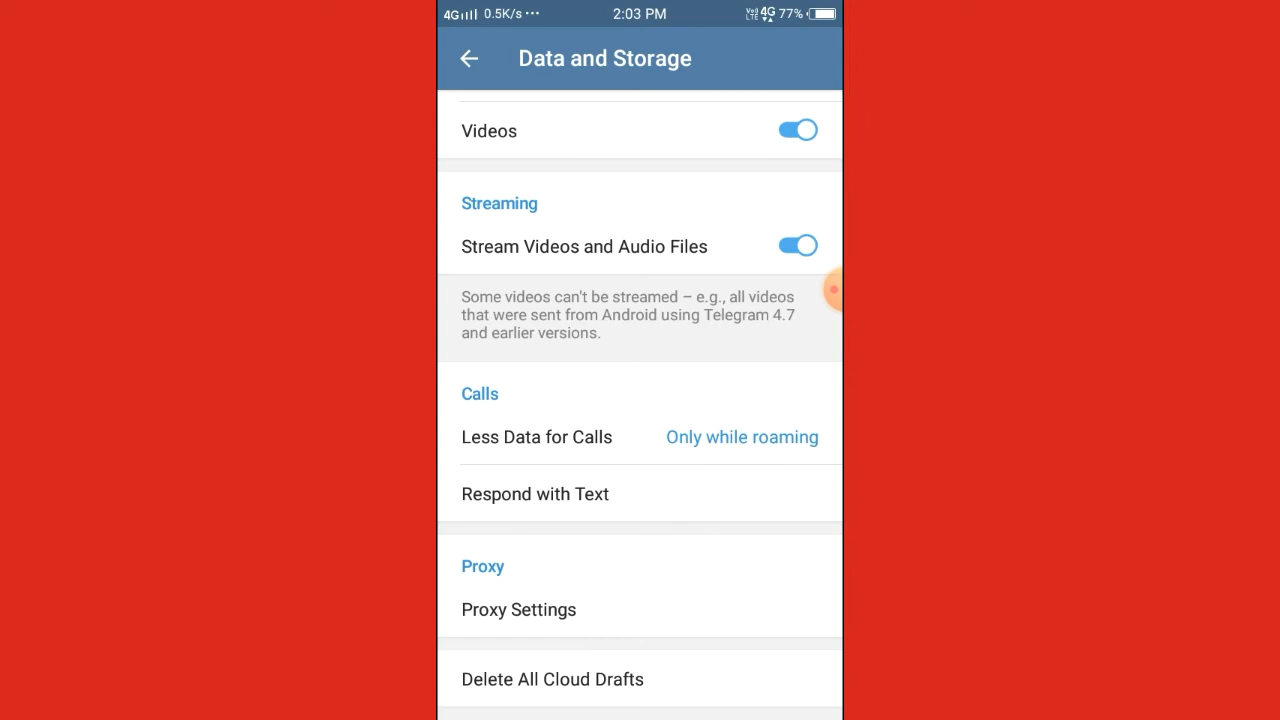 4G 0.5K/s ··· 2:03 PM Vo) LTE 4G 77%
Data and Storage
Videos
Streaming
Stream Videos and Audio Files
Some videos can't be streamed – e.g., all videos
that were sent from Android using Telegram 4.7
and earlier versions.
Calls
Less Data for Calls Only while roaming
Respond with Text
Proxy
Proxy Settings
Delete All Cloud Drafts